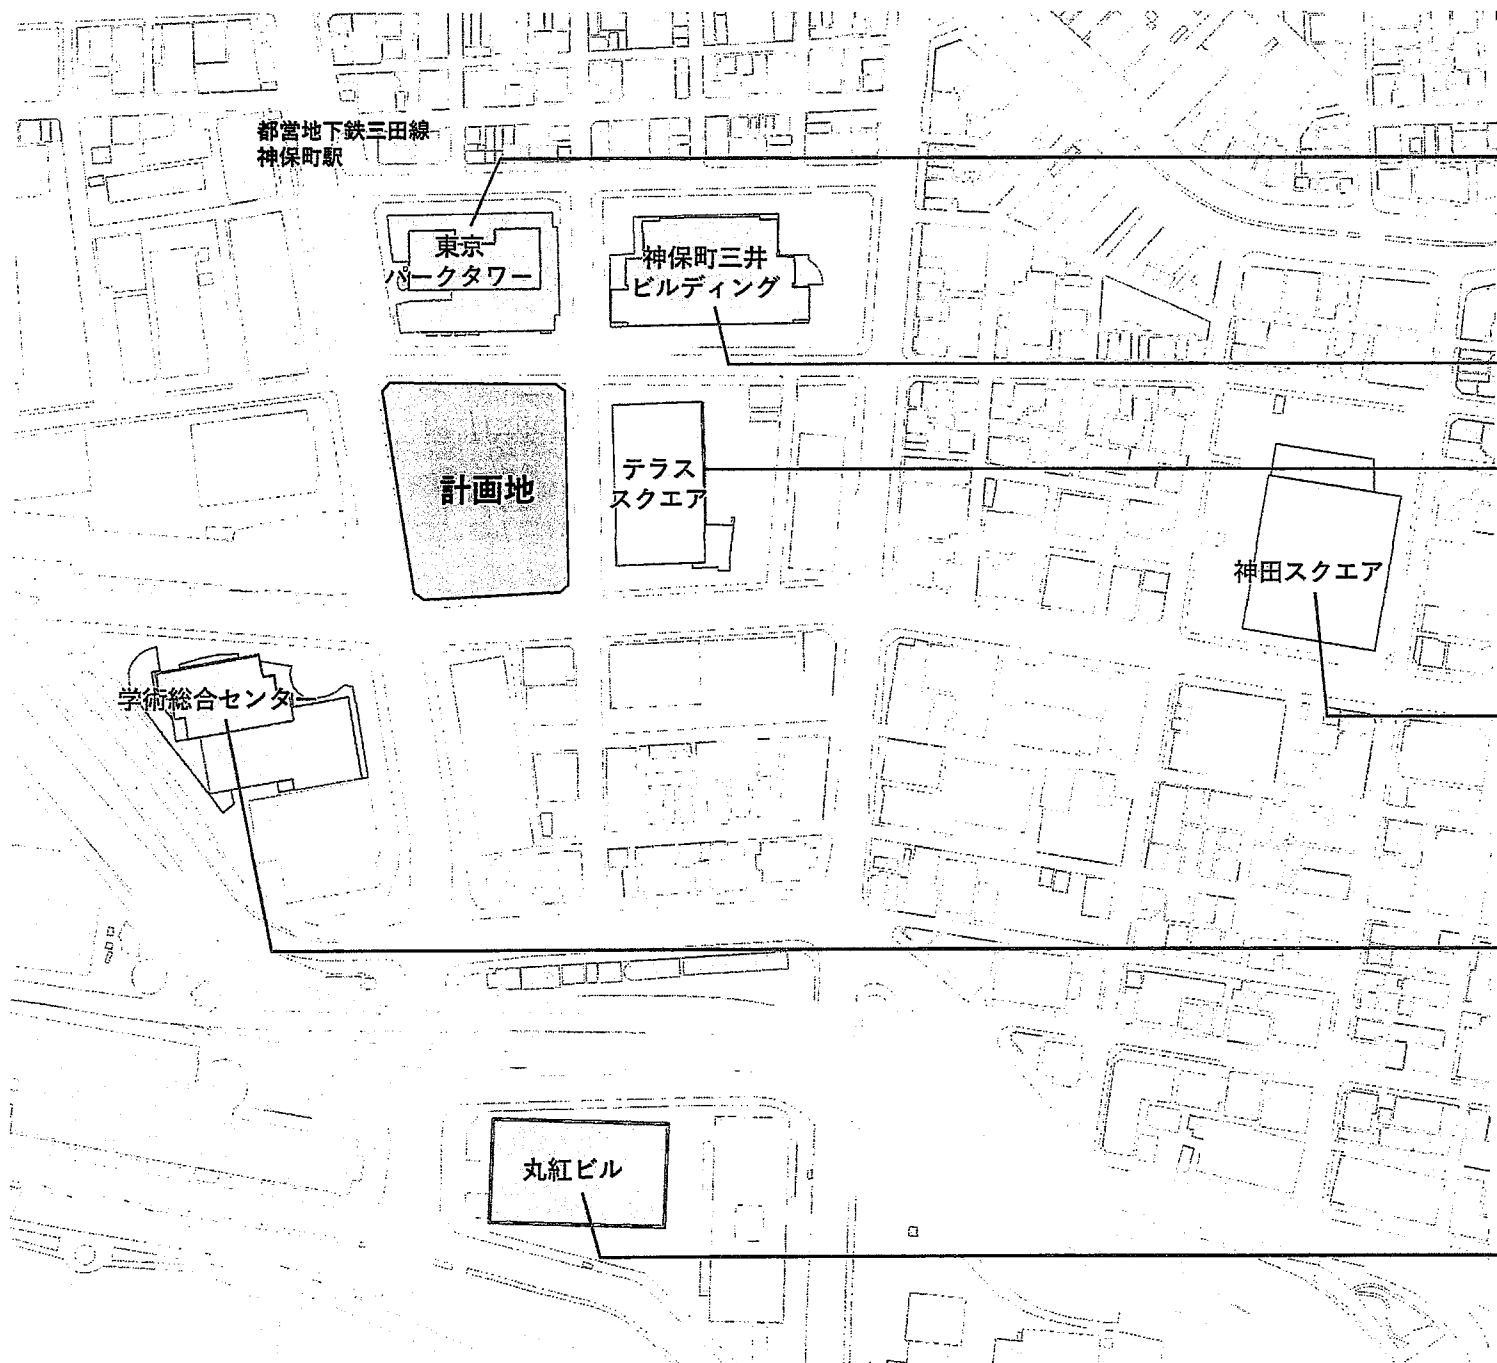 都営地下鉄三田線
神保町駅
東京
パークタワー
神保町三井
ビルディング
計画地
テラス
スクエア
神田スクエア
学術総合センター
丸紅ビル